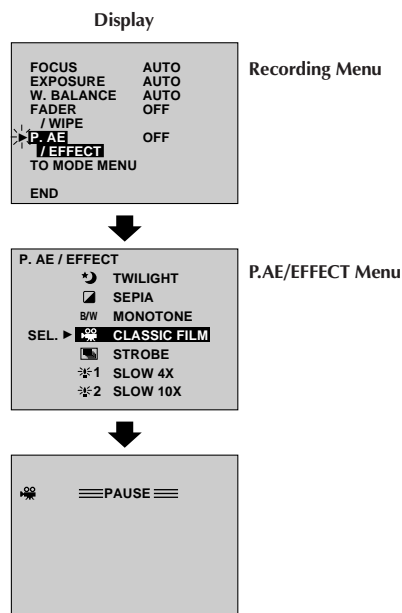 Display
Recording Menu
FOCUS AUTO
EXPOSURE AUTO
W. BALANCE AUTO
FADER OFF
/ WIPE
P. AE OFF
/ EFFECT
TO MODE MENU
END
P.AE/EFFECT Menu
P. AE / EFFECT
TWILIGHT
SEPIA
B/W MONOTONE
SEL. ► CLASSIC FILM
STROBE
1 SLOW 4X
2 SLOW 10X
PAUSE